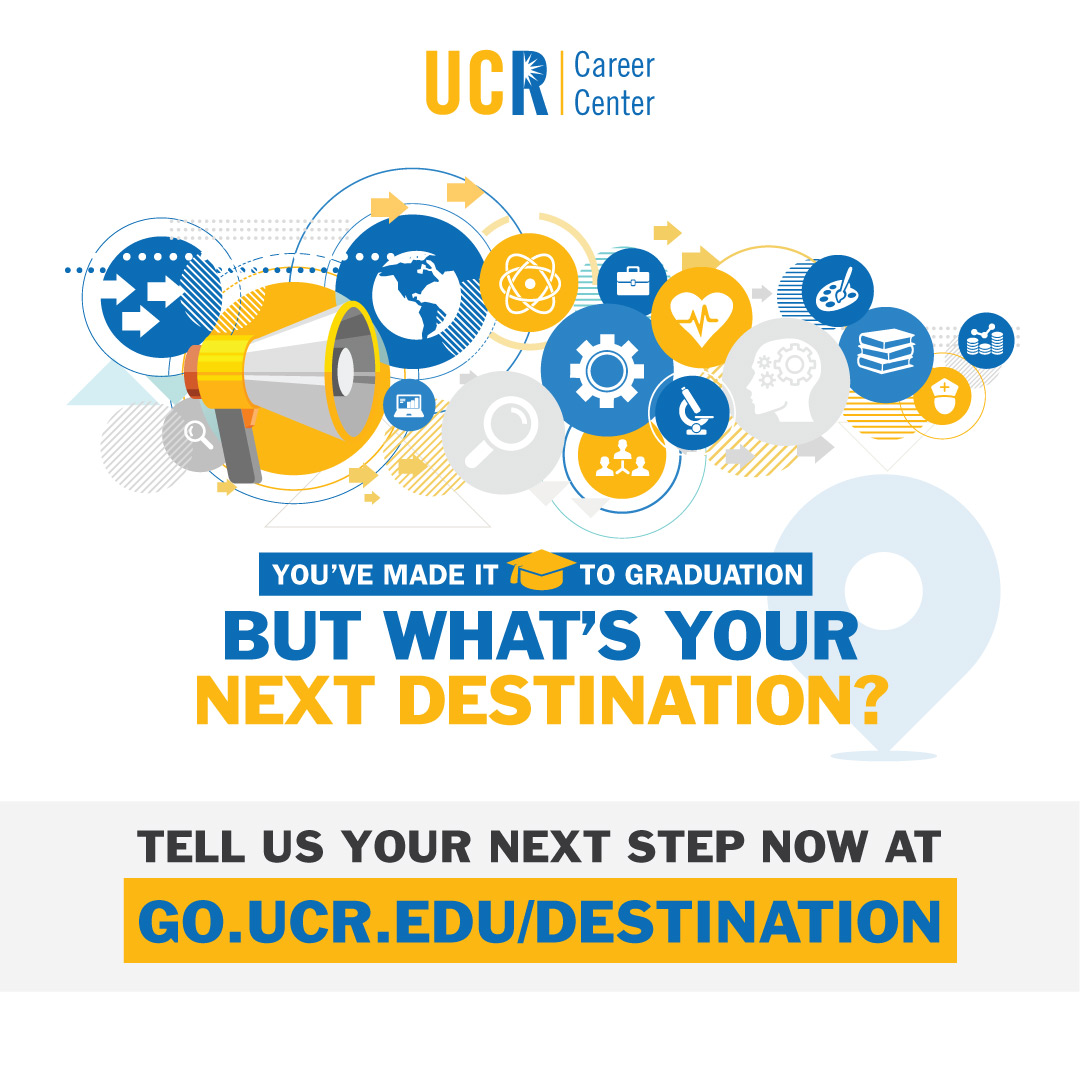 UCR
Career
Center
YOU'VE MADE IT TO GRADUATION
BUT WHAT'S YOUR
NEXT DESTINATION?
TELL US YOUR NEXT STEP NOW AT
GO.UCR.EDU/DESTINATION